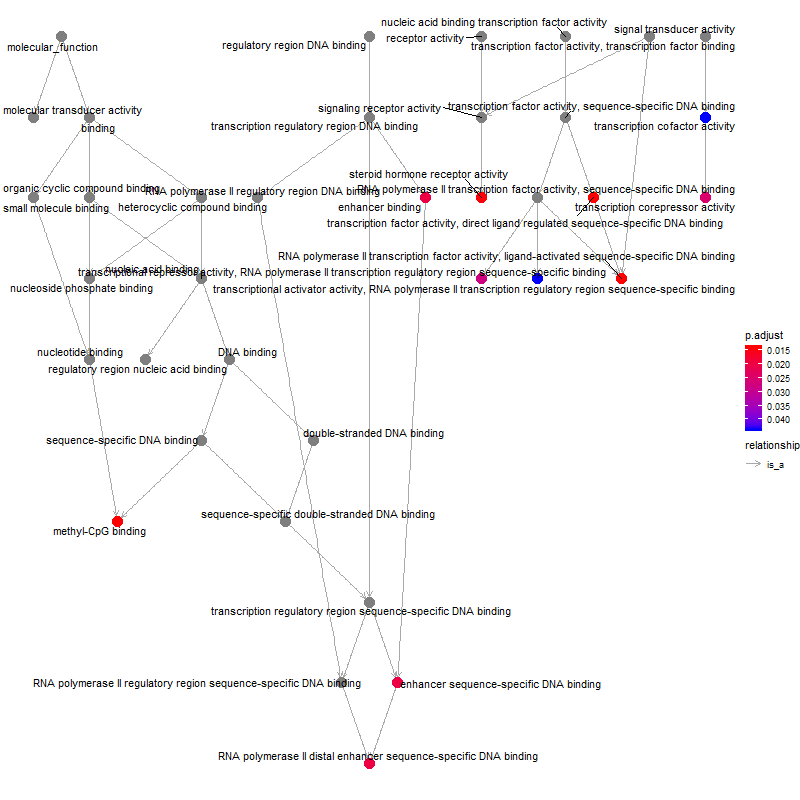 nucleic acid binding transcription factor activity
signal transducer activity
receptor activity
molecular_function
regulatory region DNA binding
transcription factor activity, transcription factor binding
signaling receptor activity
transcription factor activity, sequence-specific DNA binding
molecular transducer activity
binding
transcription regulatory region DNA binding
transcription cofactor activity
steroid hormone receptor activity
organic cyclic compound binding
RNA polymerase II regulatory region DNA binding
RNA polymerase II transcription factor activity, sequence-specific DNA binding
small molecule binding
heterocyclic compound binding
enhancer binding
transcription corepressor activity
transcription factor activity, direct ligand regulated sequence-specific DNA binding
RNA polymerase II transcription factor activity, ligand-activated sequence-specific DNA binding
nucleic acid binding
transcriptional repressor activity, RNA polymerase II transcription regulatory region sequence-specific binding
nucleoside phosphate binding
transcriptional activator activity, RNA polymerase II transcription regulatory region sequence-specific binding
nucleotide binding
DNA binding
regulatory region nucleic acid binding
p.adjust
0.015
0.020
0.025
0.030
0.035
0.040
relationship
is_a
sequence-specific DNA binding
double-stranded DNA binding
sequence-specific double-stranded DNA binding
methyl-CpG binding
transcription regulatory region sequence-specific DNA binding
RNA polymerase II regulatory region sequence-specific DNA binding
enhancer sequence-specific DNA binding
RNA polymerase II distal enhancer sequence-specific DNA binding